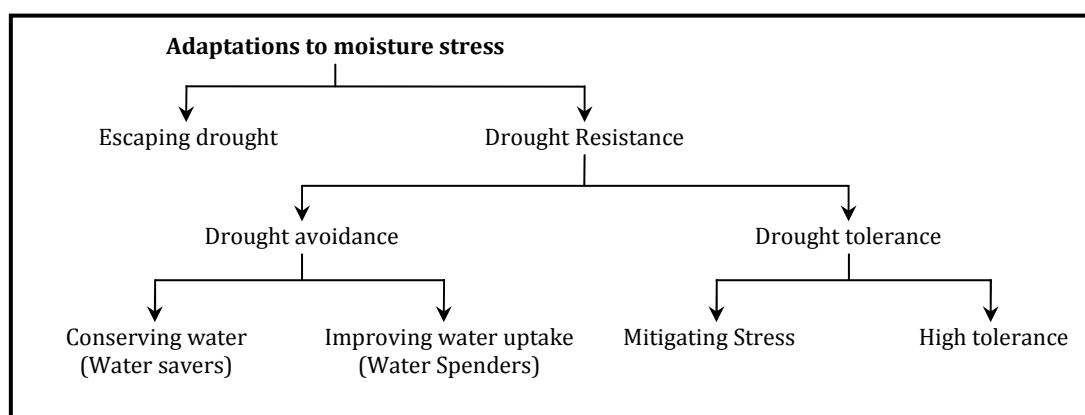 Adaptations to moisture stress
Escaping drought
Drought Resistance
Drought avoidance
Drought tolerance
Conserving water
(Water savers)
Improving water uptake
(Water Spenders)
Mitigating Stress
High tolerance